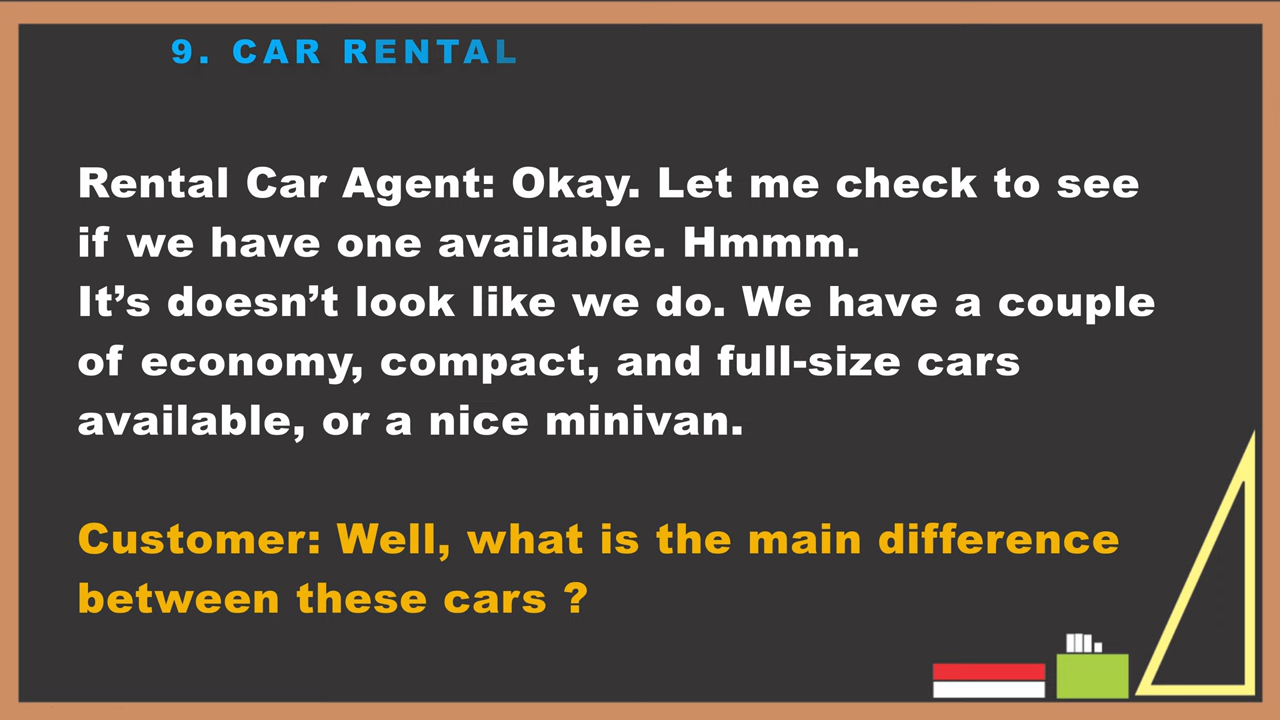 9. CAR RENTAL
Rental Car Agent: Okay. Let me check to see
if we have one available. Hmmm.
It’s doesn’t look like we do. We have a couple
of economy, compact, and full-size cars
available, or a nice minivan.
Customer: Well, what is the main difference
between these cars ?